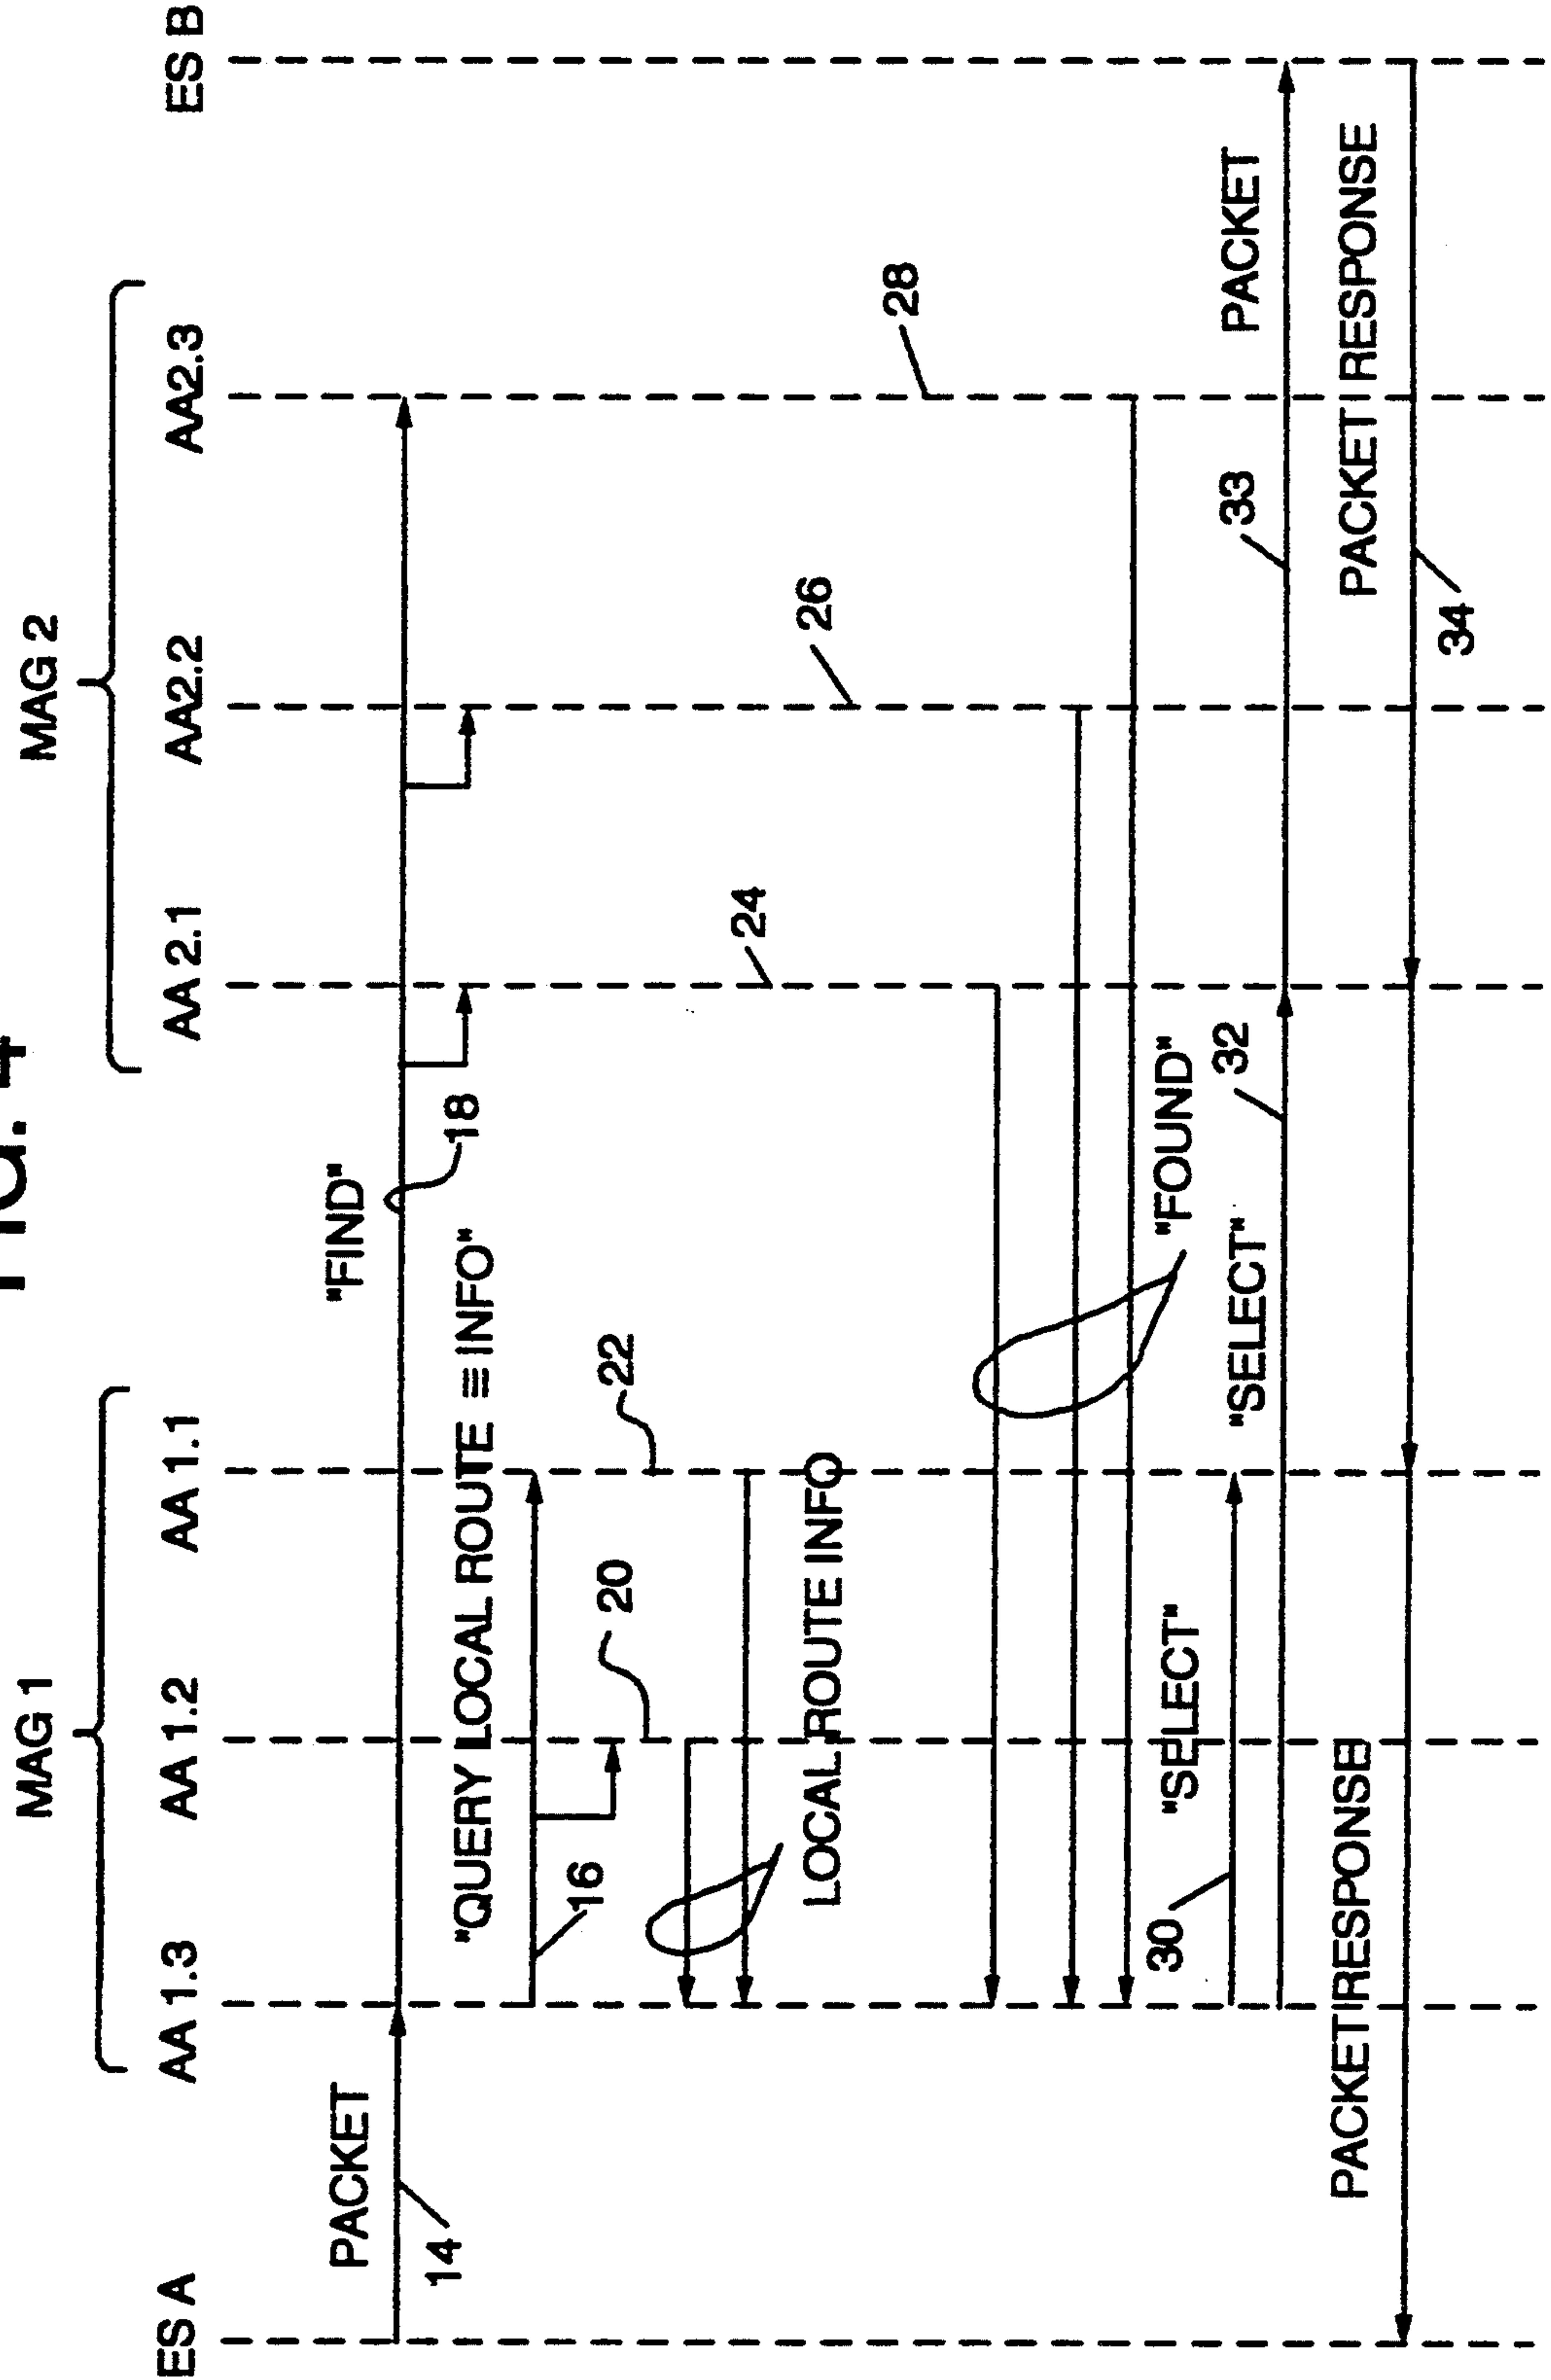 FIG. 4
MAG 1
MAG 2
ES A
AA 1.3
AA 1.2
AA 1.1
AA 2.1
AA2.2
AA2.3
ES B
PACKET
14
"FIND"
18
"QUERY LOCAL ROUTE ≡ INFO"
16
20
22
24
26
28
LOCAL ROUTE INFO
"FOUND"
30
"SELECT"
"SELECT"
32
33
PACKET
PACKET RESPONSE
PACKET RESPONSE
34